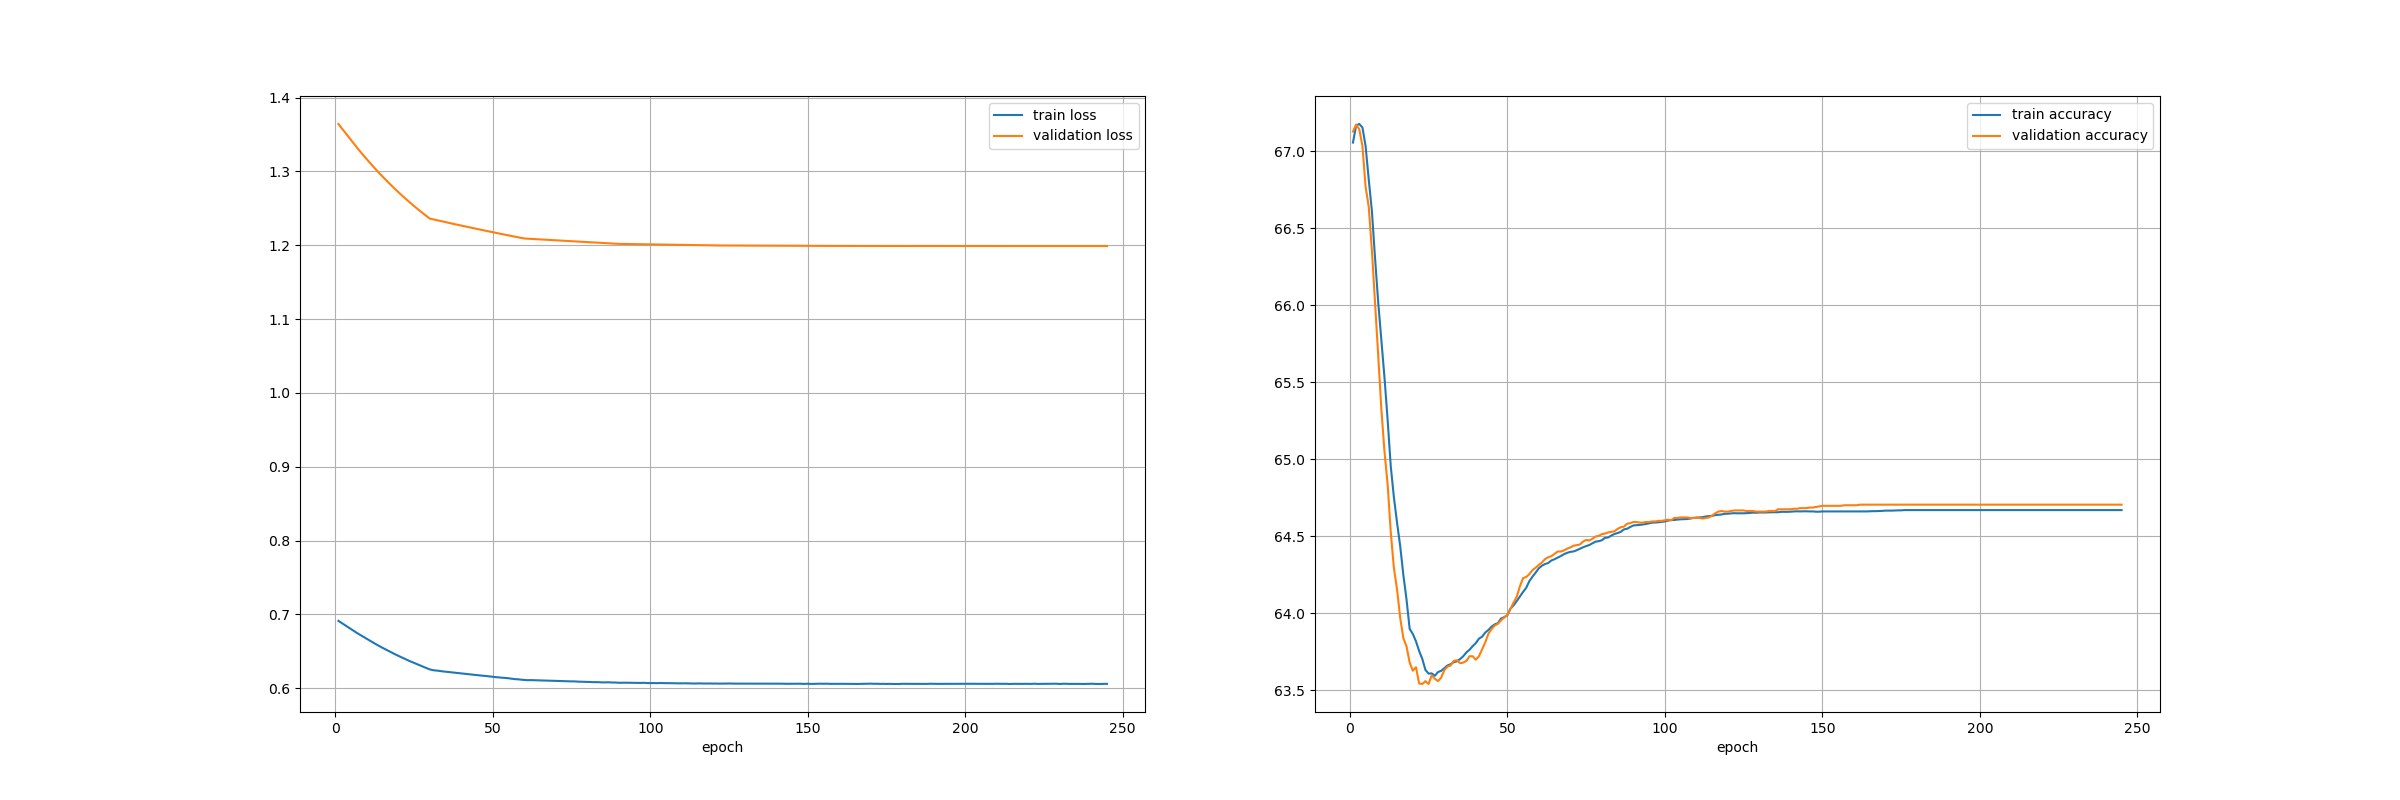 train loss
validation loss
1.4
1.3
1.2
1.1
1.0
0.9
0.8
0.7
0.6
0 50 100 150 200 250
epoch
train accuracy
validation accuracy
67.0
66.5
66.0
65.5
65.0
64.5
64.0
63.5
0 50 100 150 200 250
epoch